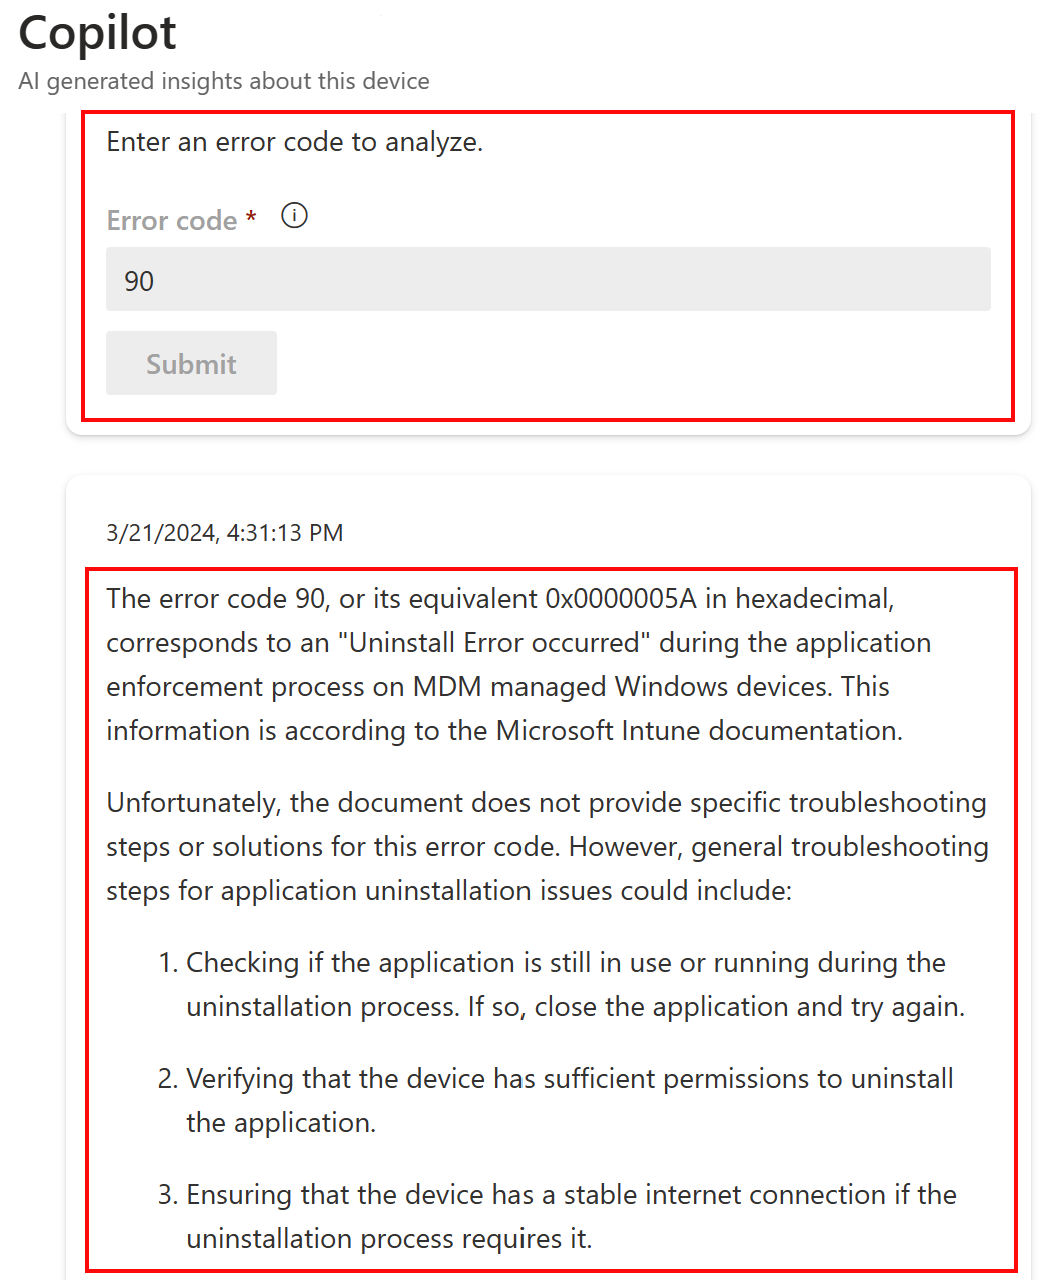 Copilot
AI generated insights about this device
Enter an error code to analyze.
Error code *
90
Submit
3/21/2024, 4:31:13 PM
The error code 90, or its equivalent 0x0000005A in hexadecimal,
corresponds to an "Uninstall Error occurred" during the application
enforcement process on MDM managed Windows devices. This
information is according to the Microsoft Intune documentation.
Unfortunately, the document does not provide specific troubleshooting
steps or solutions for this error code. However, general troubleshooting
steps for application uninstallation issues could include:
1. Checking if the application is still in use or running during the
uninstallation process. If so, close the application and try again.
2. Verifying that the device has sufficient permissions to uninstall
the application.
3. Ensuring that the device has a stable internet connection if the
uninstallation process requires it.